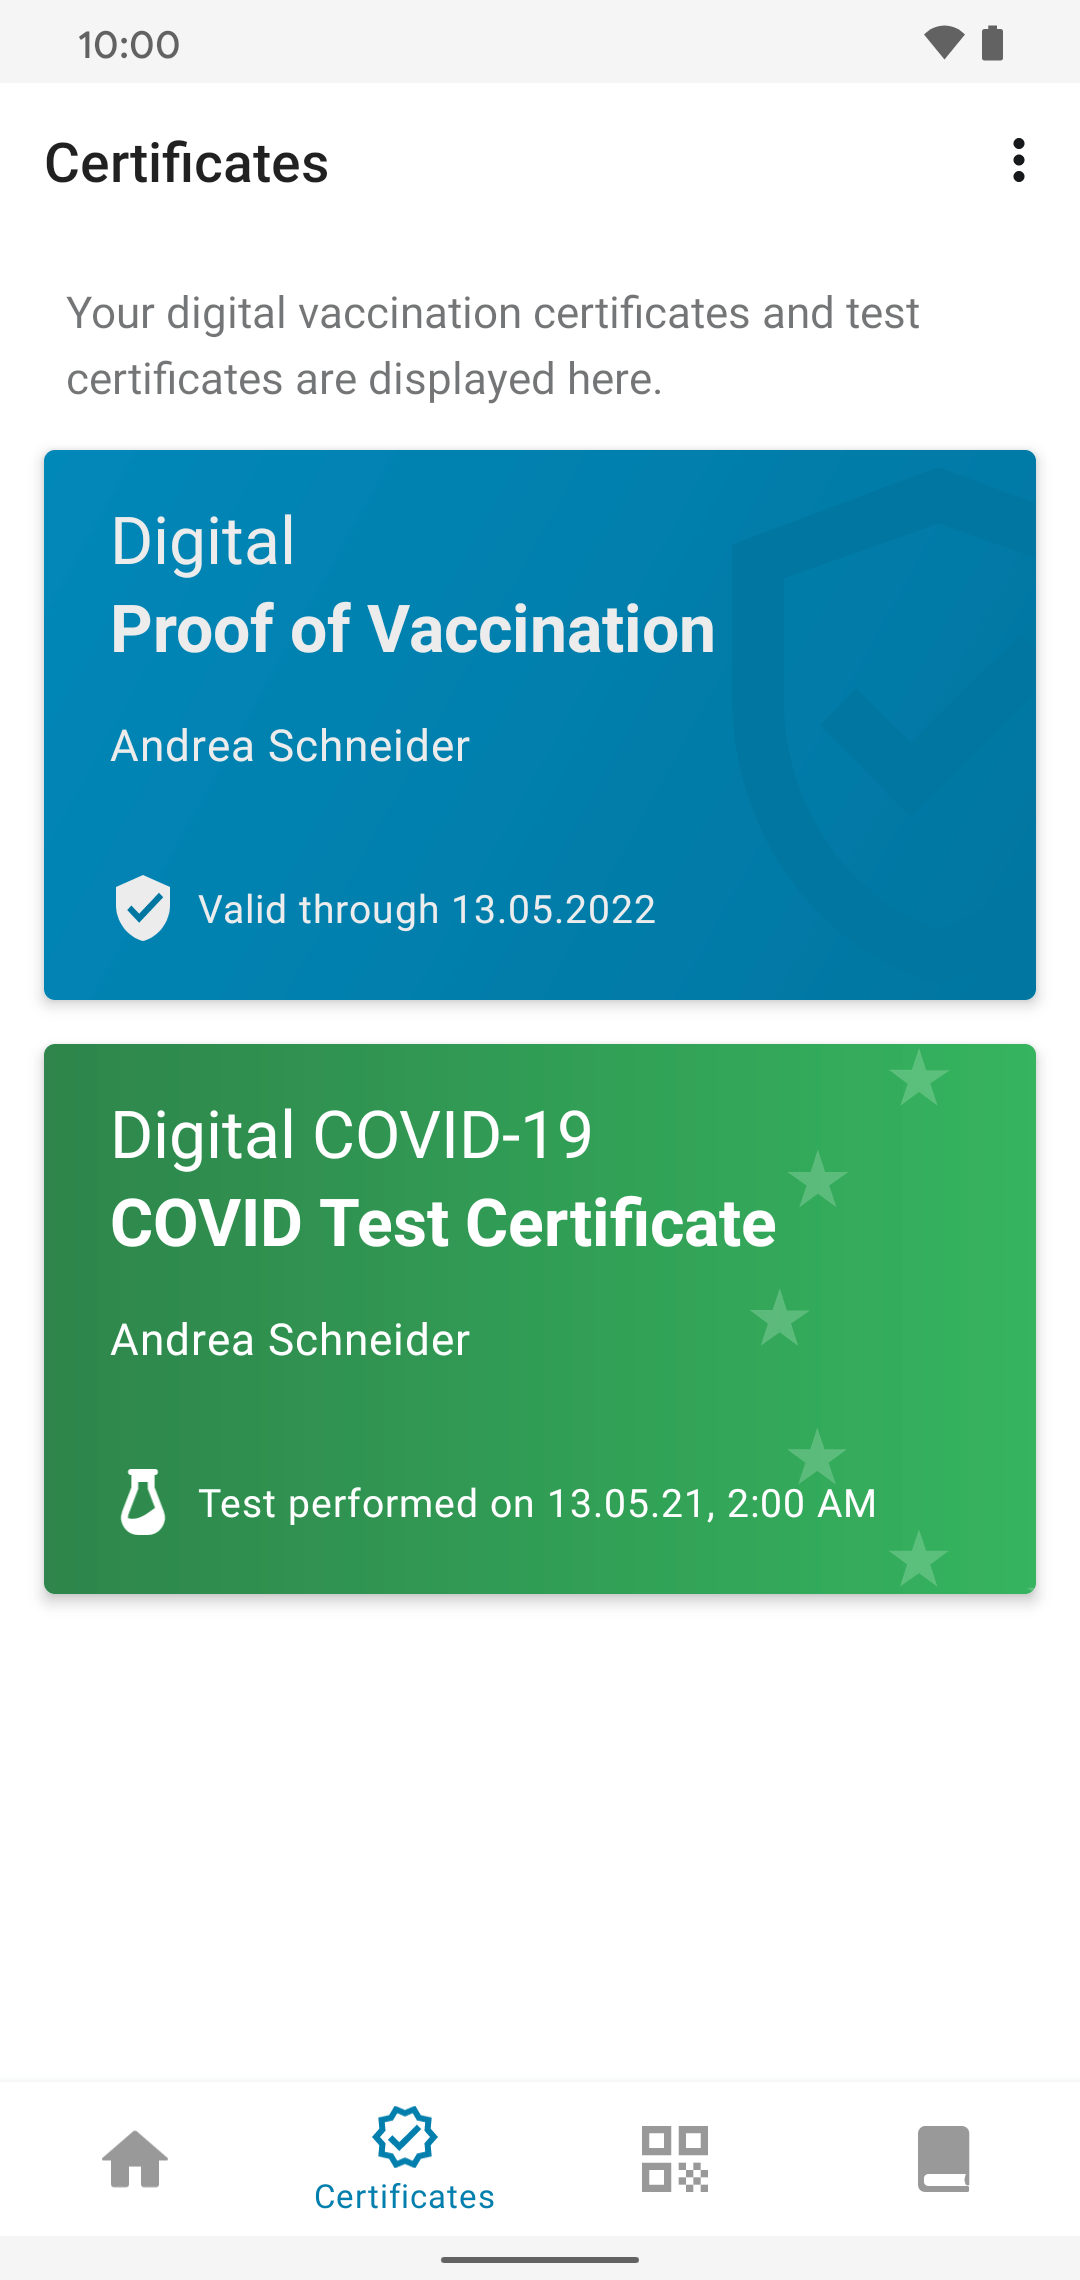 10:00
Certificates
Your digital vaccination certificates and test
certificates are displayed here.
Digital
Proof of Vaccination
Andrea Schneider
Valid through 13.05.2022
Digital COVID-19
COVID Test Certificate
Andrea Schneider
Test performed on 13.05.21, 2:00 AM
Certificates